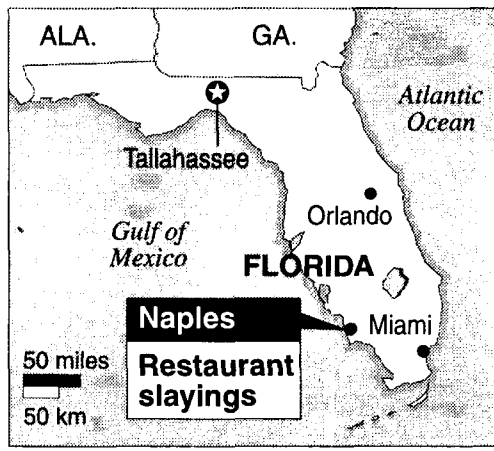 ALA.
GA.
Atlantic
Ocean
Tallahassee
Orlando
Gulf of
Mexico
FLORIDA
Naples
Miami
Restaurant
slayings
50 miles
50 km